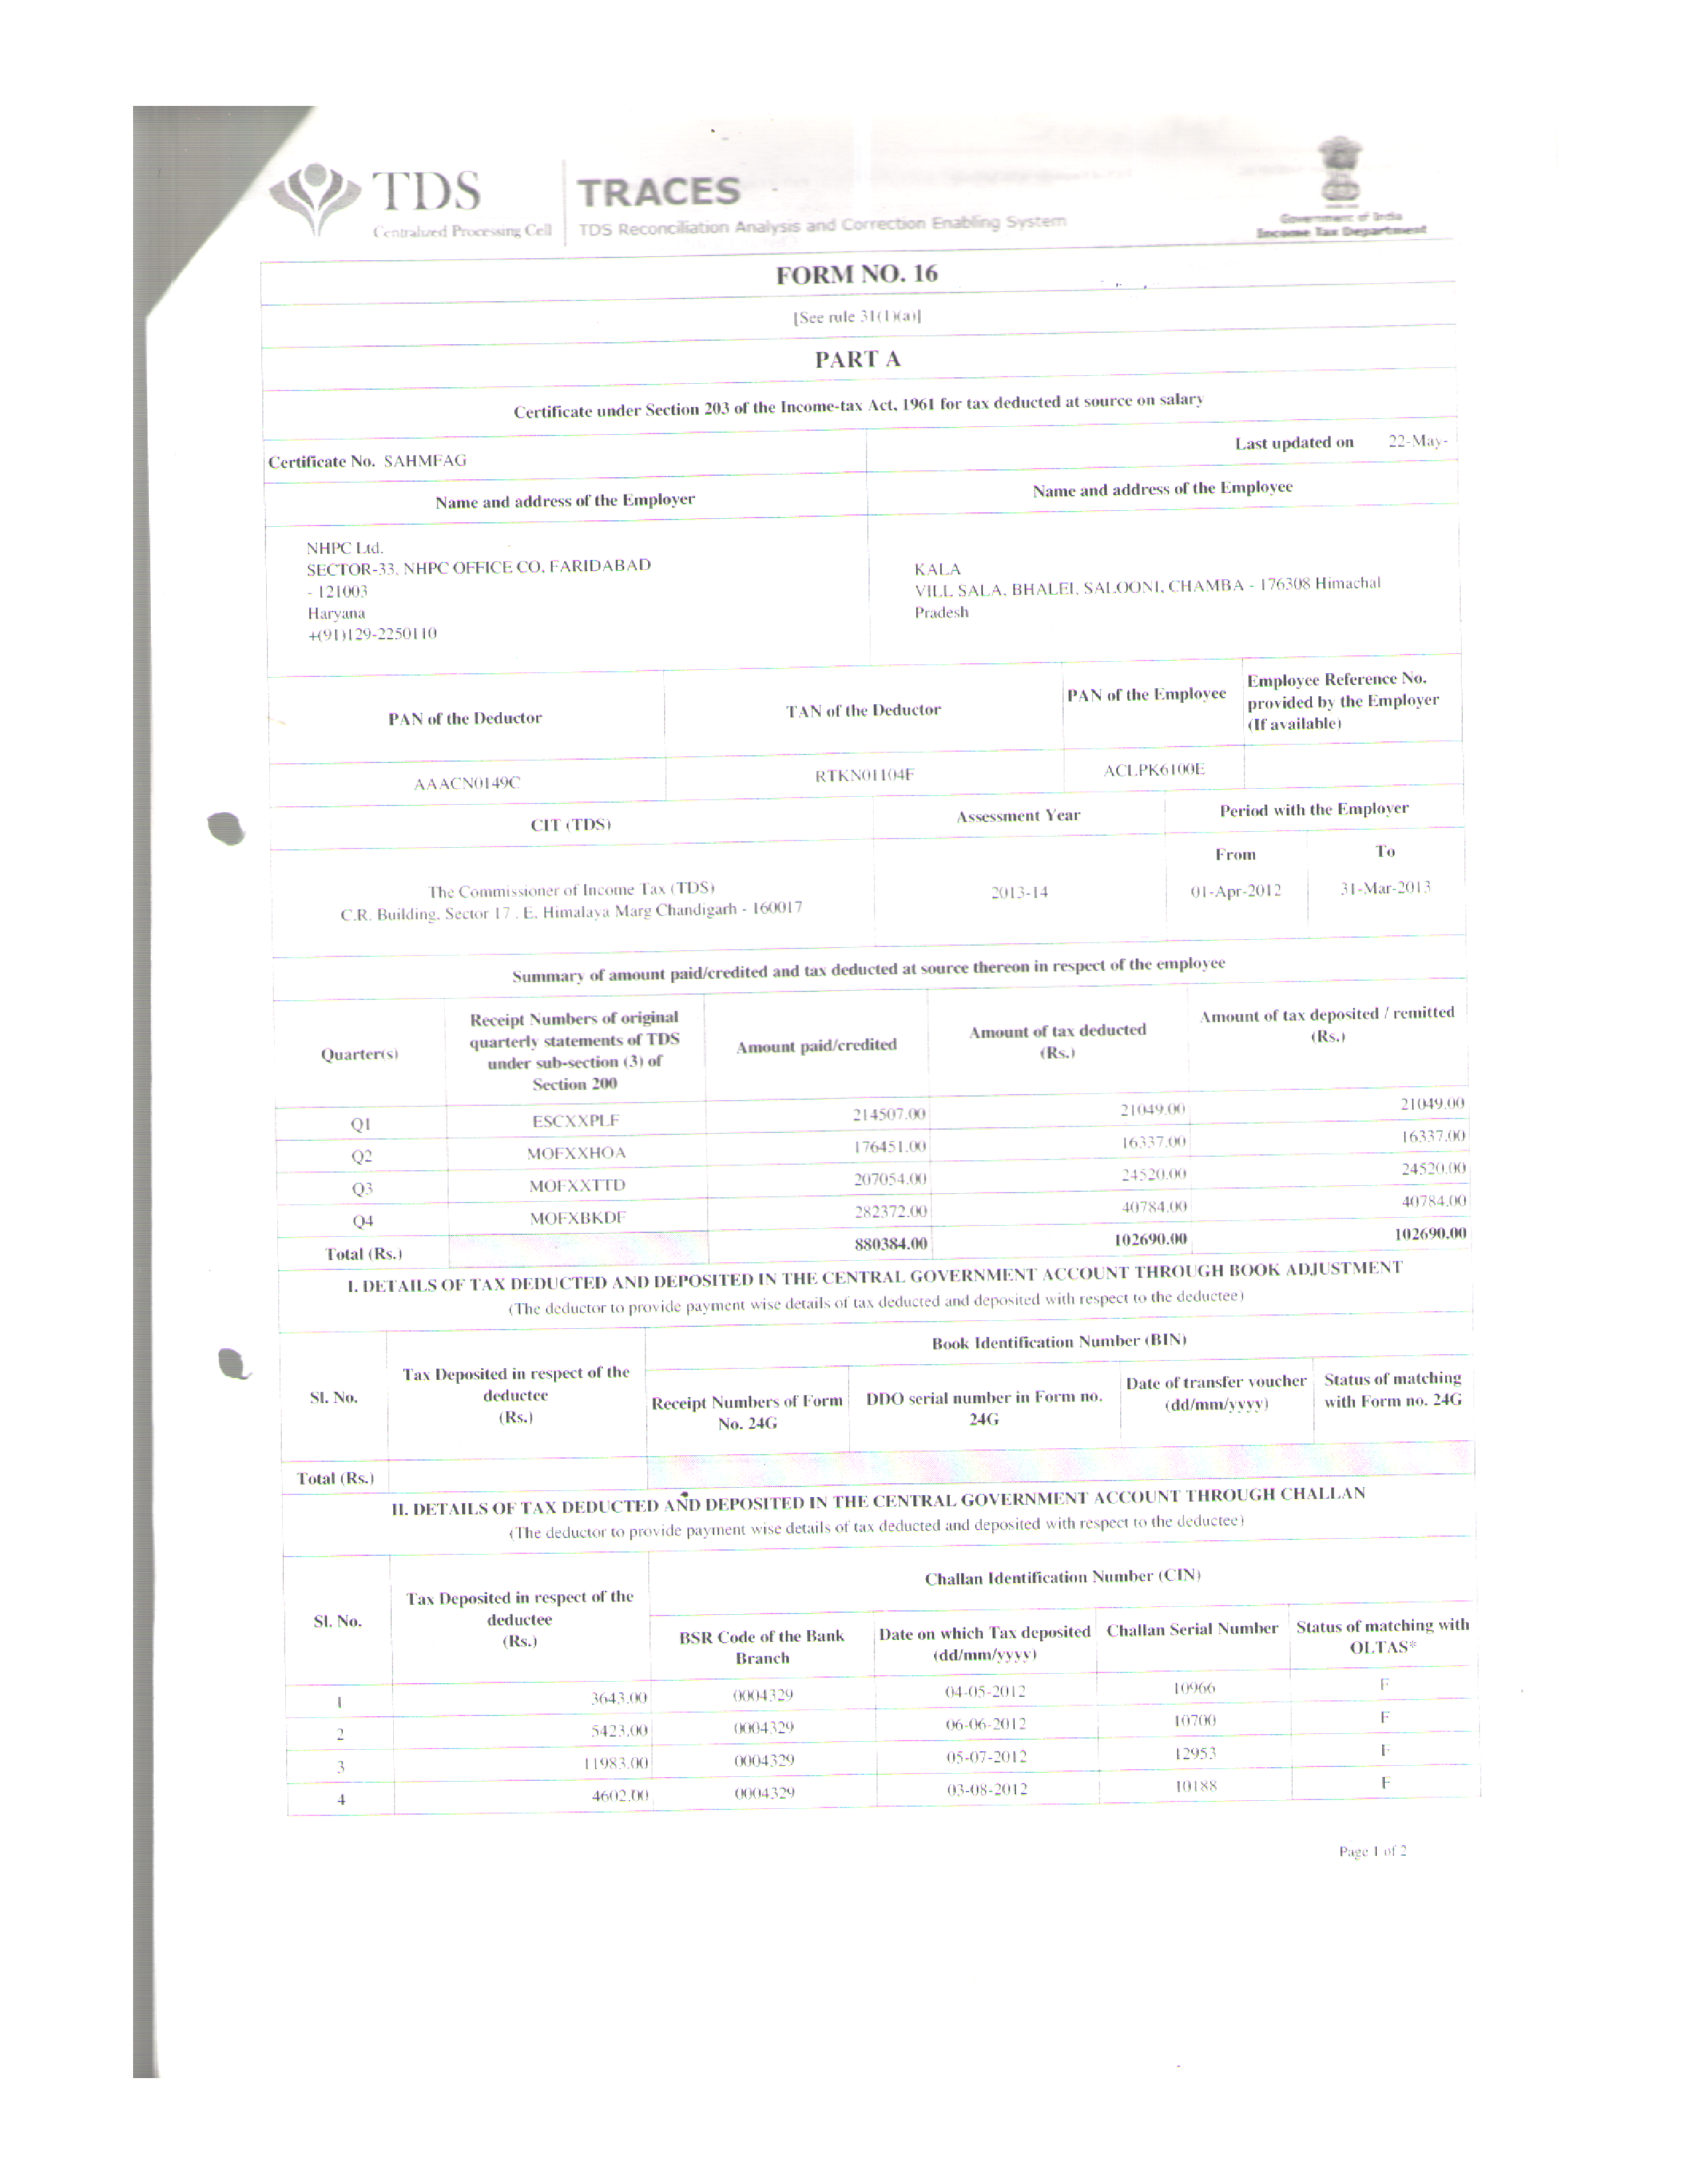 TDS
Centralized Processing Cell
TRACES
TDS Reconciliation Analysis and Correction Enabling System
Government of India
Income Tax Department
FORM NO. 16
[See rule 31(1)(a)]
PART A
Certificate under Section 203 of the Income-tax Act, 1961 for tax deducted at source on salary
Certificate No. SAHMFAG
Last updated on 22-May-
Name and address of the Employer
Name and address of the Employee
NHPC Ltd.
SECTOR-33, NHPC OFFICE CO, FARIDABAD
- 121003
Haryana
+(91)129-2250110
KALA
VILL SALA, BHALEI, SALOONI, CHAMBA - 176308 Himachal
Pradesh
PAN of the Deductor
TAN of the Deductor
PAN of the Employee
Employee Reference No.
provided by the Employer
(If available)
AAACN0149C
RTKN01104F
ACLPK6100E
CIT (TDS)
Assessment Year
Period with the Employer
The Commissioner of Income Tax (TDS)
C.R. Building, Sector 17 . E, Himalaya Marg Chandigarh - 160017
2013-14
From
To
01-Apr-2012
31-Mar-2013
Summary of amount paid/credited and tax deducted at source thereon in respect of the employee
Quarter(s)
Receipt Numbers of original
quarterly statements of TDS
under sub-section (3) of
Section 200
Amount paid/credited
Amount of tax deducted
(Rs.)
Amount of tax deposited / remitted
(Rs.)
Q1 ESCXXPLF 214507.00 21049.00 21049.00
Q2 MOFXXHOA 176451.00 16337.00 16337.00
Q3 MOFXXTTD 207054.00 24520.00 24520.00
Q4 MOFXBKDF 282372.00 40784.00 40784.00
Total (Rs.) 880384.00 102690.00 102690.00
I. DETAILS OF TAX DEDUCTED AND DEPOSITED IN THE CENTRAL GOVERNMENT ACCOUNT THROUGH BOOK ADJUSTMENT
(The deductor to provide payment wise details of tax deducted and deposited with respect to the deductee)
Sl. No.
Tax Deposited in respect of the
deductee
(Rs.)
Book Identification Number (BIN)
Receipt Numbers of Form
No. 24G
DDO serial number in Form no.
24G
Date of transfer voucher
(dd/mm/yyyy)
Status of matching
with Form no. 24G
Total (Rs.)
II. DETAILS OF TAX DEDUCTED AND DEPOSITED IN THE CENTRAL GOVERNMENT ACCOUNT THROUGH CHALLAN
(The deductor to provide payment wise details of tax deducted and deposited with respect to the deductee)
Sl. No.
Tax Deposited in respect of the
deductee
(Rs.)
Challan Identification Number (CIN)
BSR Code of the Bank
Branch
Date on which Tax deposited
(dd/mm/yyyy)
Challan Serial Number
Status of matching with
OLTAS*
1 3643.00 0004329 04-05-2012 10966 F
2 5423.00 0004329 06-06-2012 10700 F
3 11983.00 0004329 05-07-2012 12953 F
4 4602.00 0004329 03-08-2012 10188 F
Page 1 of 2